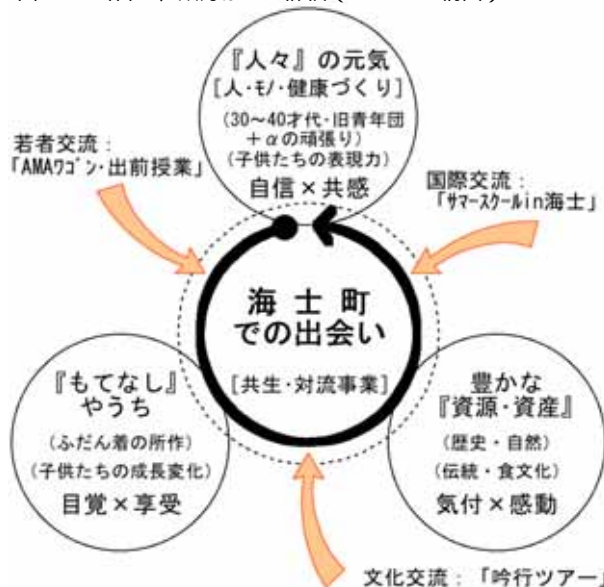 『人々』の元気
[人・モノ・健康づくり]
(30～40才代・旧青年団
＋αの頑張り)
(子供たちの表現力)
自信×共感
若者交流：
「AMAワゴン・出前授業」
国際交流：
「サマースクールin海士」
海士町
での出会い
[共生・対流事業]
『もてなし』
やうち
(ふだん着の所作)
(子供たちの成長変化)
目覚×享受
豊かな
『資源・資産』
(歴史・自然)
(伝統・食文化)
気付×感動
文化交流：「吟行ツアー」